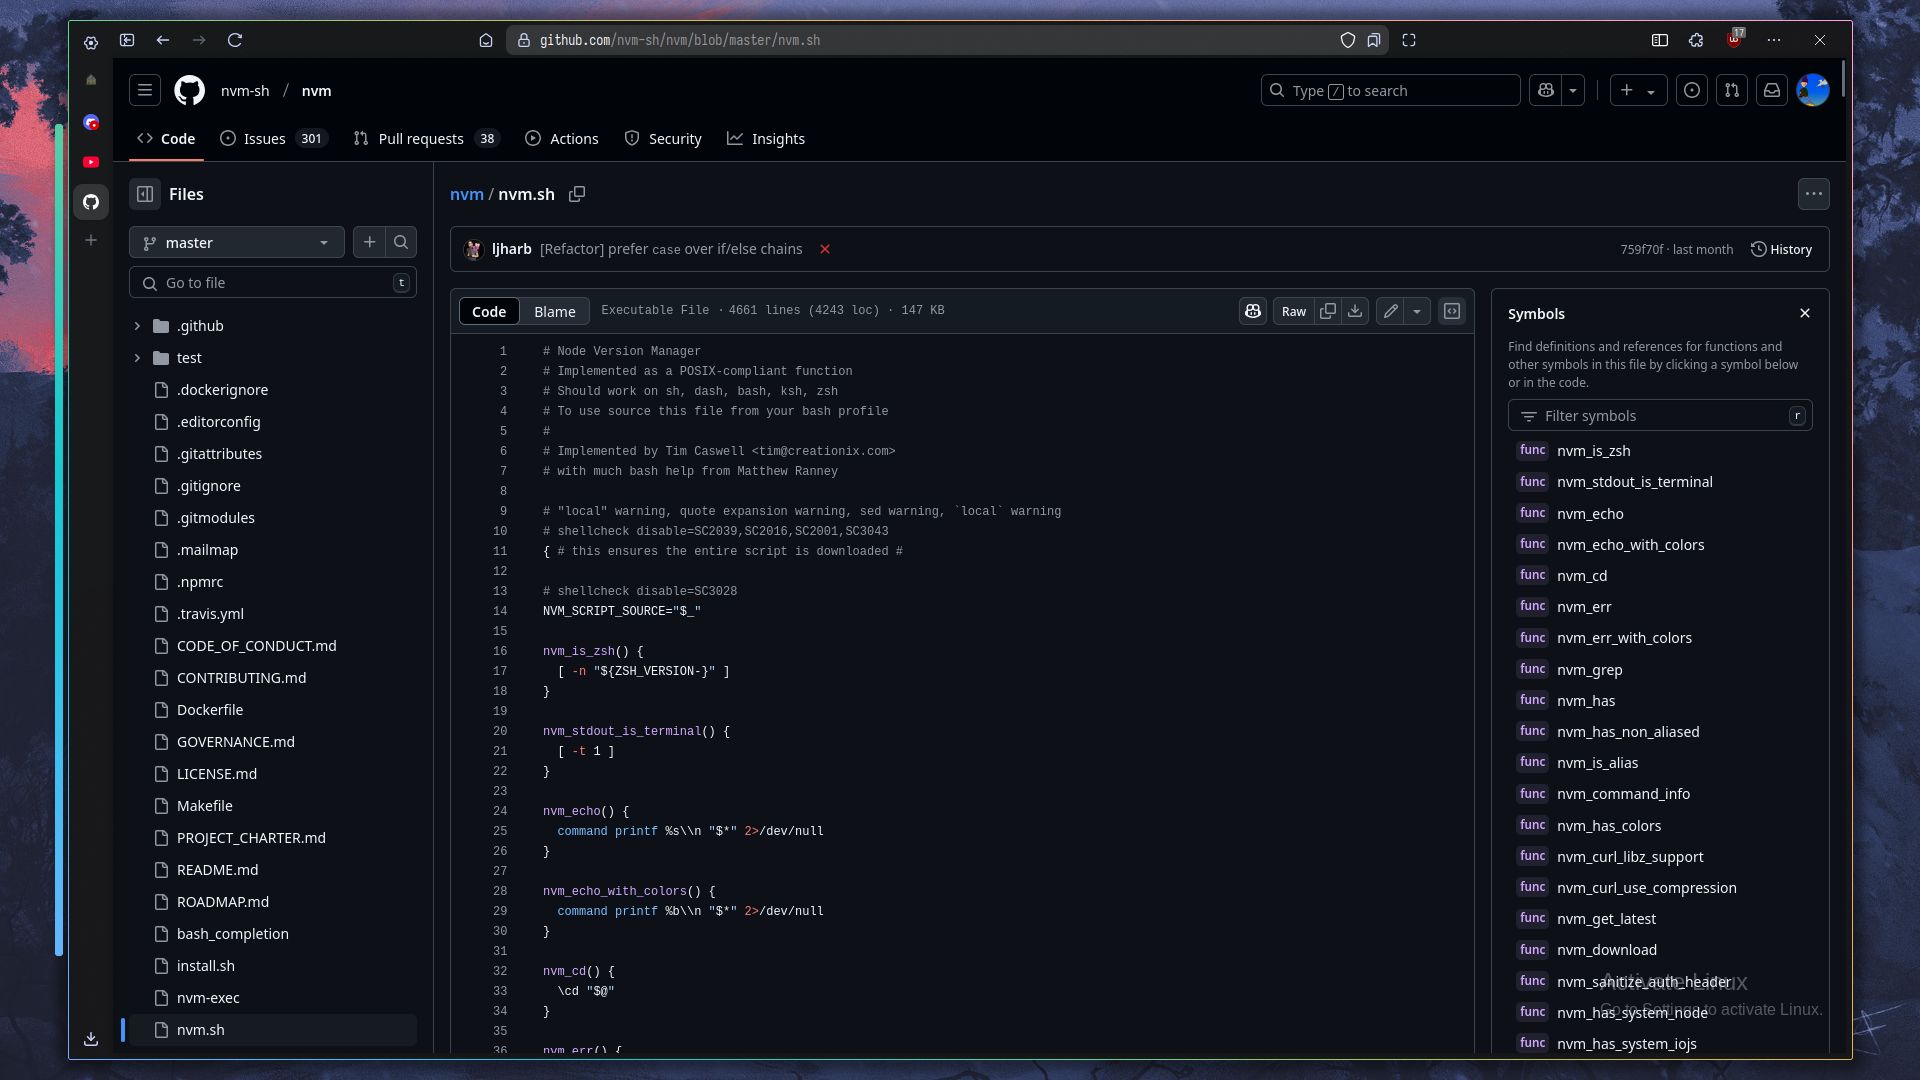 github.com/nvm-sh/nvm/blob/master/nvm.sh
17
nvm-sh / nvm
Type / to search
Code
Issues 301
Pull requests 38
Actions
Security
Insights
Files
master
Go to file
t
.github
test
.dockerignore
.editorconfig
.gitattributes
.gitignore
.gitmodules
.mailmap
.npmrc
.travis.yml
CODE_OF_CONDUCT.md
CONTRIBUTING.md
Dockerfile
GOVERNANCE.md
LICENSE.md
Makefile
PROJECT_CHARTER.md
README.md
ROADMAP.md
bash_completion
install.sh
nvm-exec
nvm.sh
nvm / nvm.sh
ljharb [Refactor] prefer case over if/else chains
759f70f · last month
History
Code Blame
Executable File · 4661 lines (4243 loc) · 147 KB
Raw
1 # Node Version Manager
2 # Implemented as a POSIX-compliant function
3 # Should work on sh, dash, bash, ksh, zsh
4 # To use source this file from your bash profile
5 #
6 # Implemented by Tim Caswell <tim@creationix.com>
7 # with much bash help from Matthew Ranney
8
9 # "local" warning, quote expansion warning, sed warning, `local` warning
10 # shellcheck disable=SC2039,SC2016,SC2001,SC3043
11 { # this ensures the entire script is downloaded #
12
13 # shellcheck disable=SC3028
14 NVM_SCRIPT_SOURCE="$_"
15
16 nvm_is_zsh() {
17 [ -n "${ZSH_VERSION-}" ]
18 }
19
20 nvm_stdout_is_terminal() {
21 [ -t 1 ]
22 }
23
24 nvm_echo() {
25 command printf %s\\n "$*" 2>/dev/null
26 }
27
28 nvm_echo_with_colors() {
29 command printf %b\\n "$*" 2>/dev/null
30 }
31
32 nvm_cd() {
33 \cd "$@"
34 }
35
36 nvm_err() {
Symbols
Find definitions and references for functions and
other symbols in this file by clicking a symbol below
or in the code.
Filter symbols
r
func nvm_is_zsh
func nvm_stdout_is_terminal
func nvm_echo
func nvm_echo_with_colors
func nvm_cd
func nvm_err
func nvm_err_with_colors
func nvm_grep
func nvm_has
func nvm_has_non_aliased
func nvm_is_alias
func nvm_command_info
func nvm_has_colors
func nvm_curl_libz_support
func nvm_curl_use_compression
func nvm_get_latest
func nvm_download
func nvm_sanitize_auth_header
func nvm_has_system_node
func nvm_has_system_iojs
Activate Linux
Go to Settings to activate Linux.